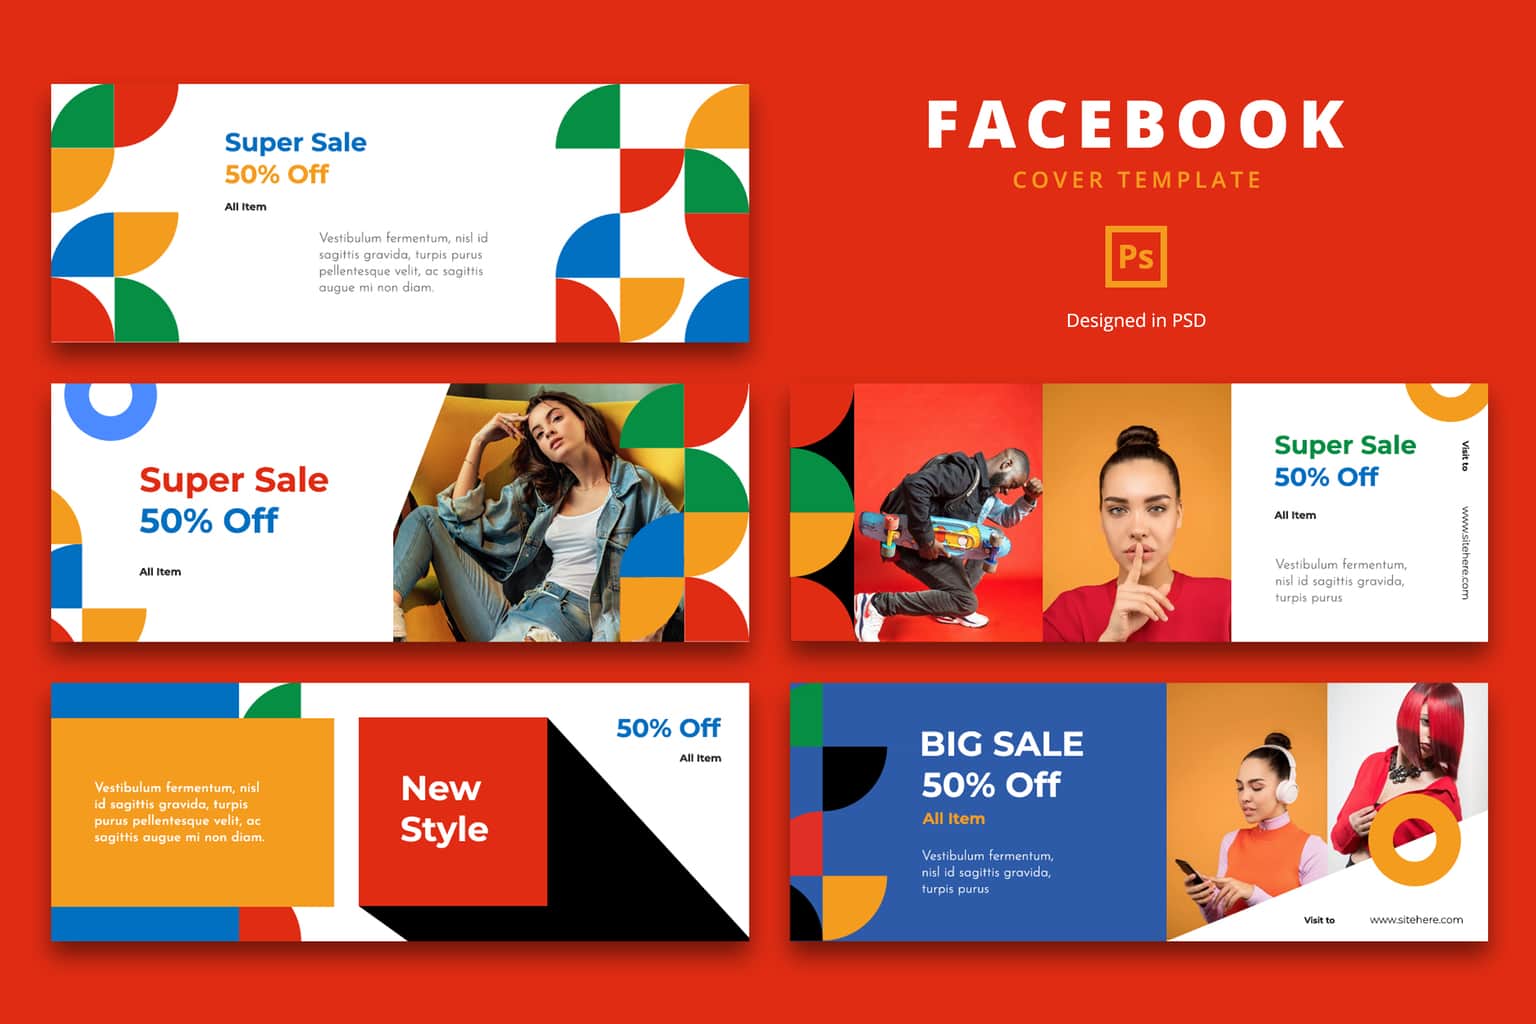 Super Sale
50% Off
All Item
Vestibulum fermentum, nisl id
sagittis gravida, turpis purus
pellentesque velit, ac sagittis
augue mi non diam.
FACEBOOK
COVER TEMPLATE
Ps
Designed in PSD
Super Sale
50% Off
All Item
Super Sale
50% Off
All Item
Vestibulum fermentum,
nisl id sagittis gravida,
turpis purus
Visit to
www.sitehere.com
Vestibulum fermentum, nisl
id sagittis gravida, turpis
purus pellentesque velit, ac
sagittis augue mi non diam.
New
Style
50% Off
All Item
BIG SALE
50% Off
All Item
Vestibulum fermentum,
nisl id sagittis gravida,
turpis purus
Visit to
www.sitehere.com